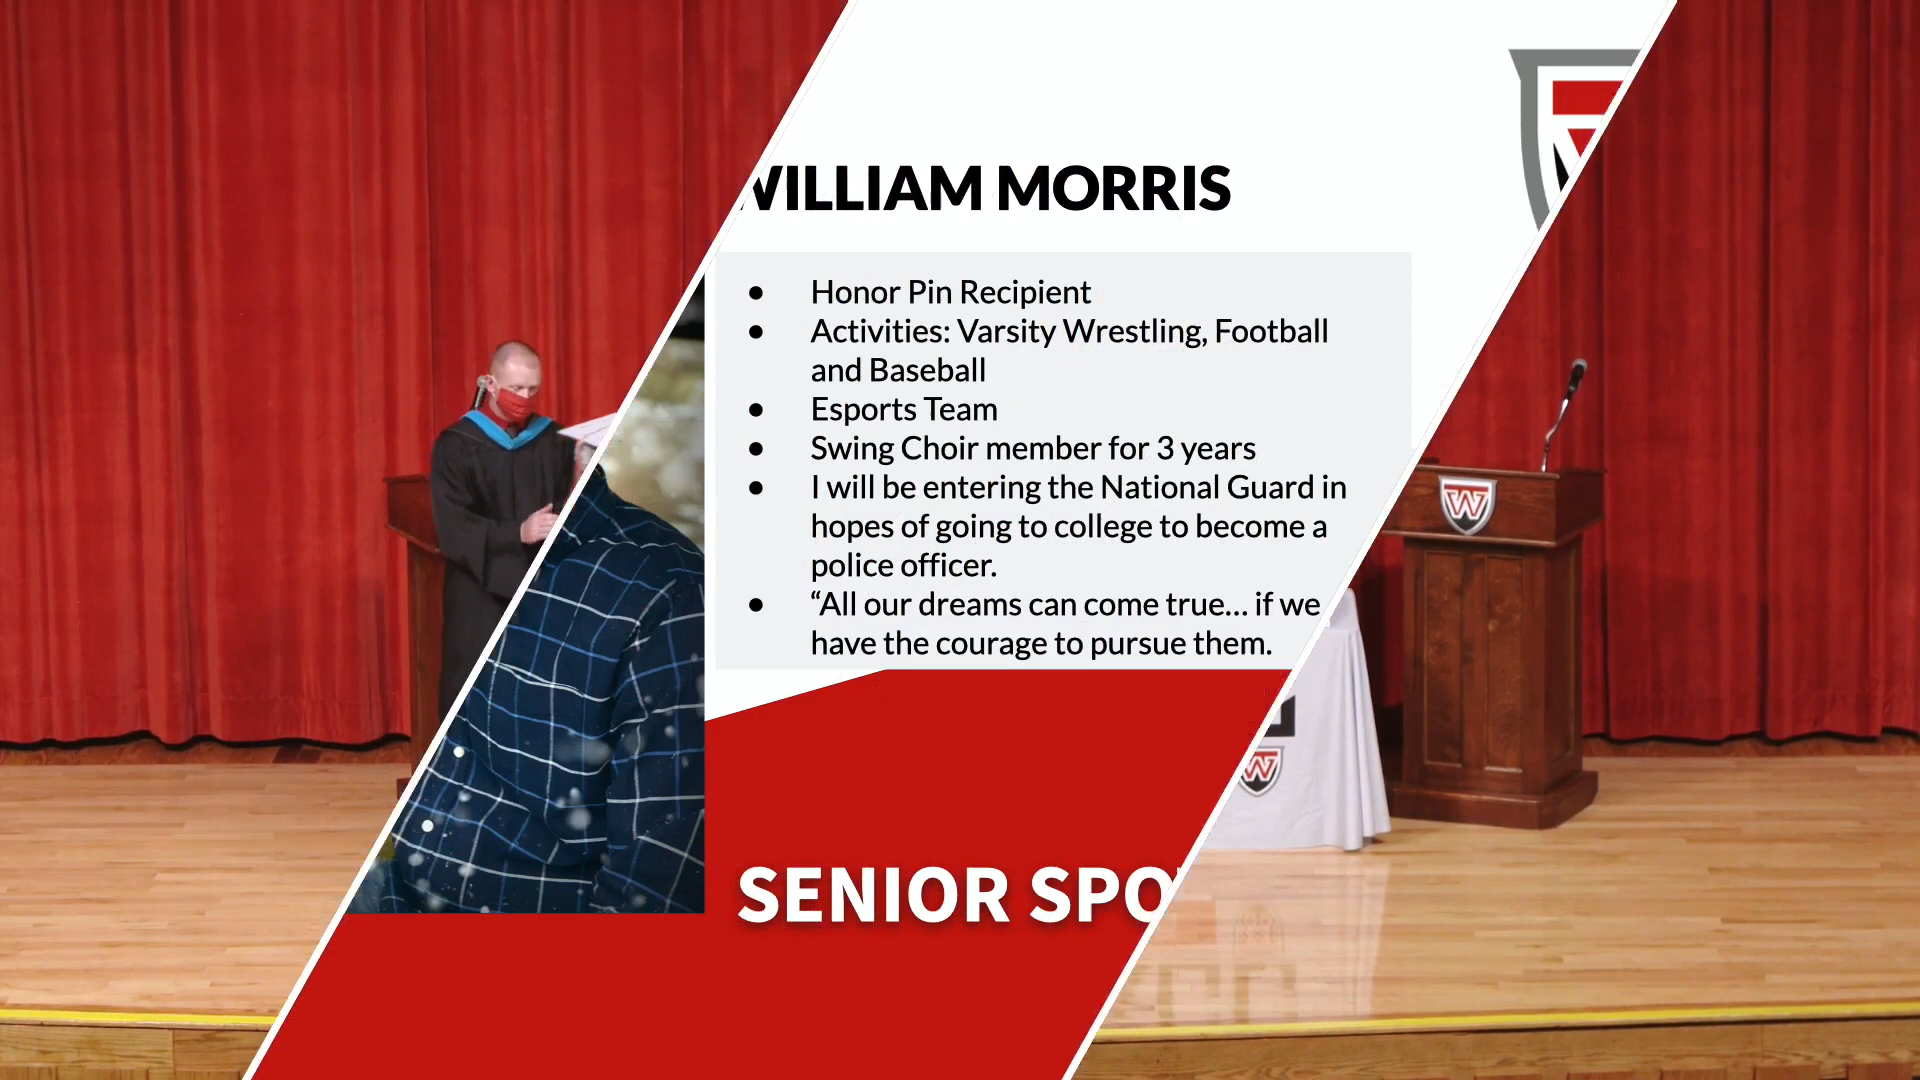 WILLIAM MORRIS
● Honor Pin Recipient
● Activities: Varsity Wrestling, Football
and Baseball
● Esports Team
● Swing Choir member for 3 years
● I will be entering the National Guard in
hopes of going to college to become a
police officer.
● “All our dreams can come true... if we
have the courage to pursue them.
W
W
SENIOR SPO